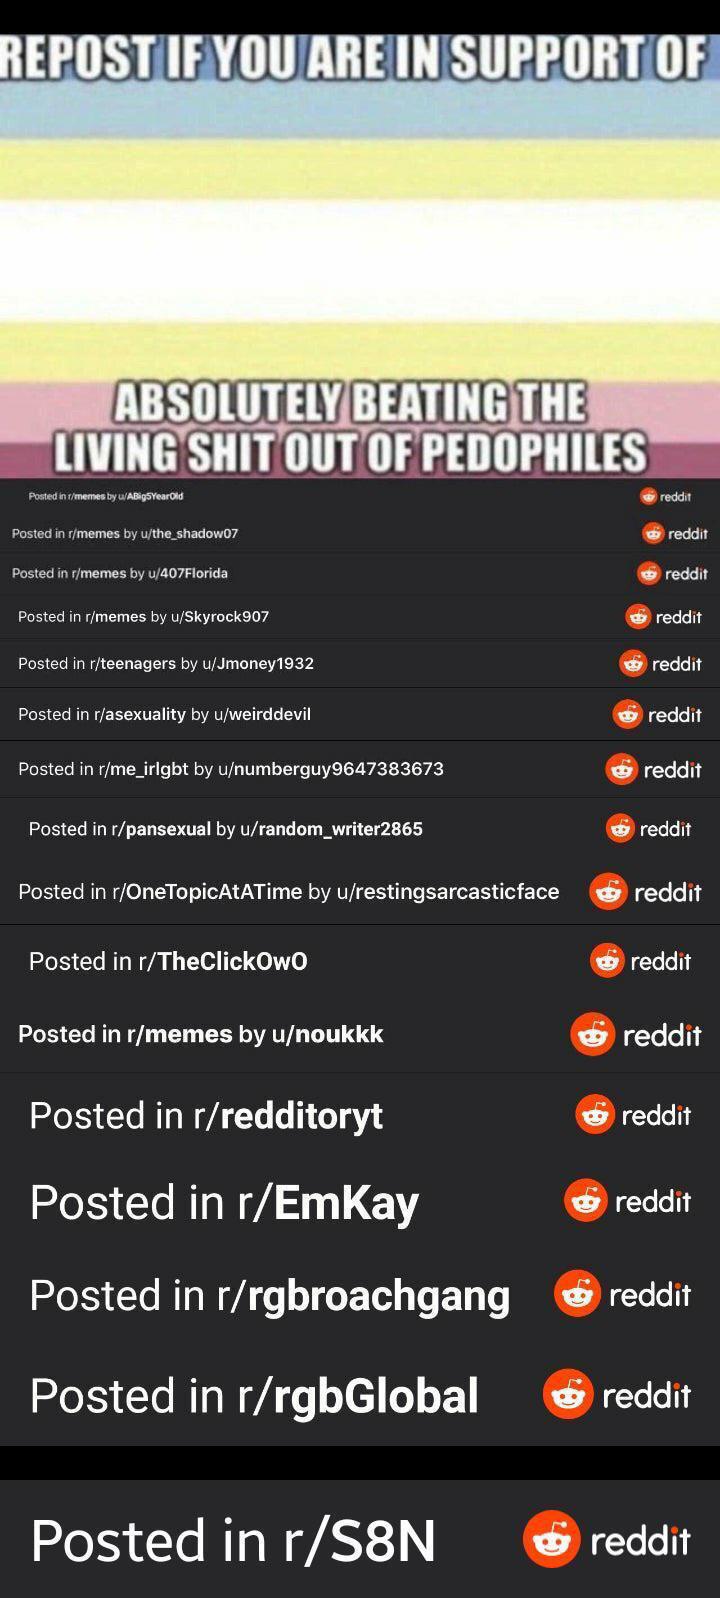 REPOST IF YOU ARE IN SUPPORT OF
ABSOLUTELY BEATING THE
LIVING SHIT OUT OF PEDOPHILES
Posted in r/memes by u/ABig5YearOld reddit
Posted in r/memes by u/the_shadow07 reddit
Posted in r/memes by u/407Florida reddit
Posted in r/memes by u/Skyrock907 reddit
Posted in r/teenagers by u/Jmoney1932 reddit
Posted in r/asexuality by u/weirddevil reddit
Posted in r/me_irlgbt by u/numberguy9647383673 reddit
Posted in r/pansexual by u/random_writer2865 reddit
Posted in r/OneTopicAtATime by u/restingsarcasticface reddit
Posted in r/TheClickOwO reddit
Posted in r/memes by u/noukkk reddit
Posted in r/redditoryt reddit
Posted in r/EmKay reddit
Posted in r/rgbroachgang reddit
Posted in r/rgbGlobal reddit
Posted in r/S8N reddit